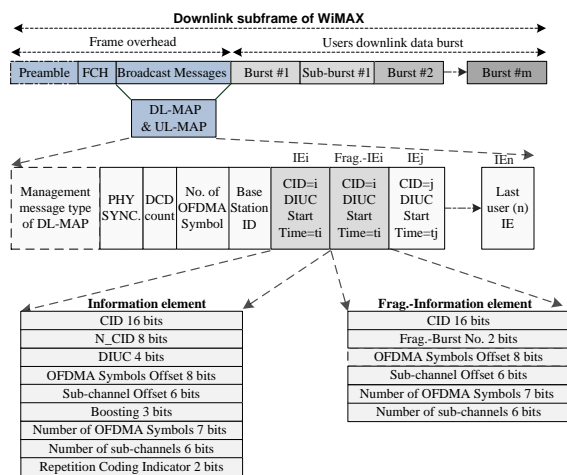 Downlink subframe of WiMAX
Frame overhead
Users downlink data burst
Preamble
FCH
Broadcast Messages
Burst #1
Sub-burst #1
Burst #2
Burst #m
DL-MAP
& UL-MAP
IEi
Frag.-IEi
IEj
IEn
Management
message type
of DL-MAP
PHY
SYNC.
DCD
count
No. of
OFDMA
Symbol
Base
Station
ID
CID=i
DIUC
Start
Time=ti
CID=i
DIUC
Start
Time=ti
CID=j
DIUC
Start
Time=tj
Last
user (n)
IE
Information element
CID 16 bits
N_CID 8 bits
DIUC 4 bits
OFDMA Symbols Offset 8 bits
Sub-channel Offset 6 bits
Boosting 3 bits
Number of OFDMA Symbols 7 bits
Number of sub-channels 6 bits
Repetition Coding Indicator 2 bits
Frag.-Information element
CID 16 bits
Frag.-Burst No. 2 bits
OFDMA Symbols Offset 8 bits
Sub-channel Offset 6 bits
Number of OFDMA Symbols 7 bits
Number of sub-channels 6 bits